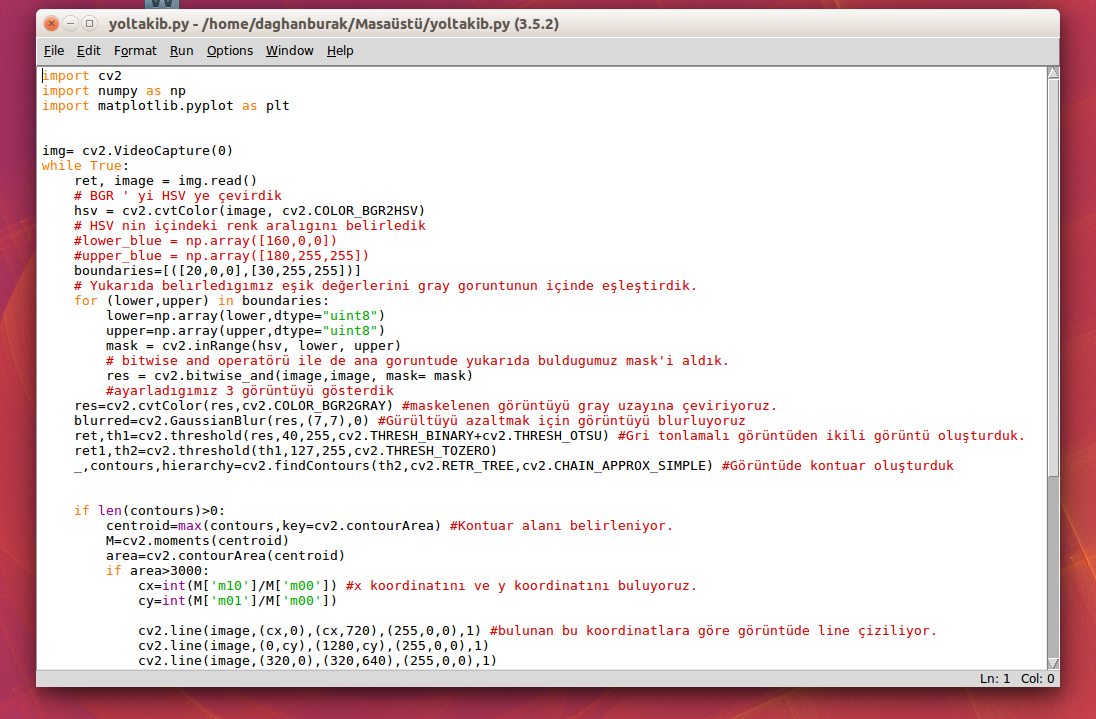 yoltakib.py - /home/daghanburak/Masaüstü/yoltakib.py (3.5.2)
File Edit Format Run Options Window Help
import cv2
import numpy as np
import matplotlib.pyplot as plt
img= cv2.VideoCapture(0)
while True:
    ret, image = img.read()
    # BGR ' yi HSV ye çevirdik
    hsv = cv2.cvtColor(image, cv2.COLOR_BGR2HSV)
    # HSV nin içindeki renk aralıgını belirledik
    #lower_blue = np.array([160,0,0])
    #upper_blue = np.array([180,255,255])
    boundaries=[([20,0,0],[30,255,255])]
    # Yukarıda belırledıgımız eşik değerlerini gray goruntunun içinde eşleştirdik.
    for (lower,upper) in boundaries:
        lower=np.array(lower,dtype="uint8")
        upper=np.array(upper,dtype="uint8")
        mask = cv2.inRange(hsv, lower, upper)
        # bitwise and operatörü ile de ana goruntude yukarıda buldugumuz mask'i aldık.
        res = cv2.bitwise_and(image,image, mask= mask)
        #ayarladıgımız 3 görüntüyü gösterdik
    res=cv2.cvtColor(res,cv2.COLOR_BGR2GRAY) #maskelenen görüntüyü gray uzayına çeviriyoruz.
    blurred=cv2.GaussianBlur(res,(7,7),0) #Gürültüyü azaltmak için görüntüyü blurluyoruz
    ret,th1=cv2.threshold(res,40,255,cv2.THRESH_BINARY+cv2.THRESH_OTSU) #Gri tonlamalı görüntüden ikili görüntü oluşturduk.
    ret1,th2=cv2.threshold(th1,127,255,cv2.THRESH_TOZERO)
    _,contours,hierarchy=cv2.findContours(th2,cv2.RETR_TREE,cv2.CHAIN_APPROX_SIMPLE) #Görüntüde kontuar oluşturduk
    if len(contours)>0:
        centroid=max(contours,key=cv2.contourArea) #Kontuar alanı belirleniyor.
        M=cv2.moments(centroid)
        area=cv2.contourArea(centroid)
        if area>3000:
            cx=int(M['m10']/M['m00']) #x koordinatını ve y koordinatını buluyoruz.
            cy=int(M['m01']/M['m00'])
            cv2.line(image,(cx,0),(cx,720),(255,0,0),1) #bulunan bu koordinatlara göre görüntüde line çiziliyor.
            cv2.line(image,(0,cy),(1280,cy),(255,0,0),1)
            cv2.line(image,(320,0),(320,640),(255,0,0),1)
Ln: 1 Col: 0